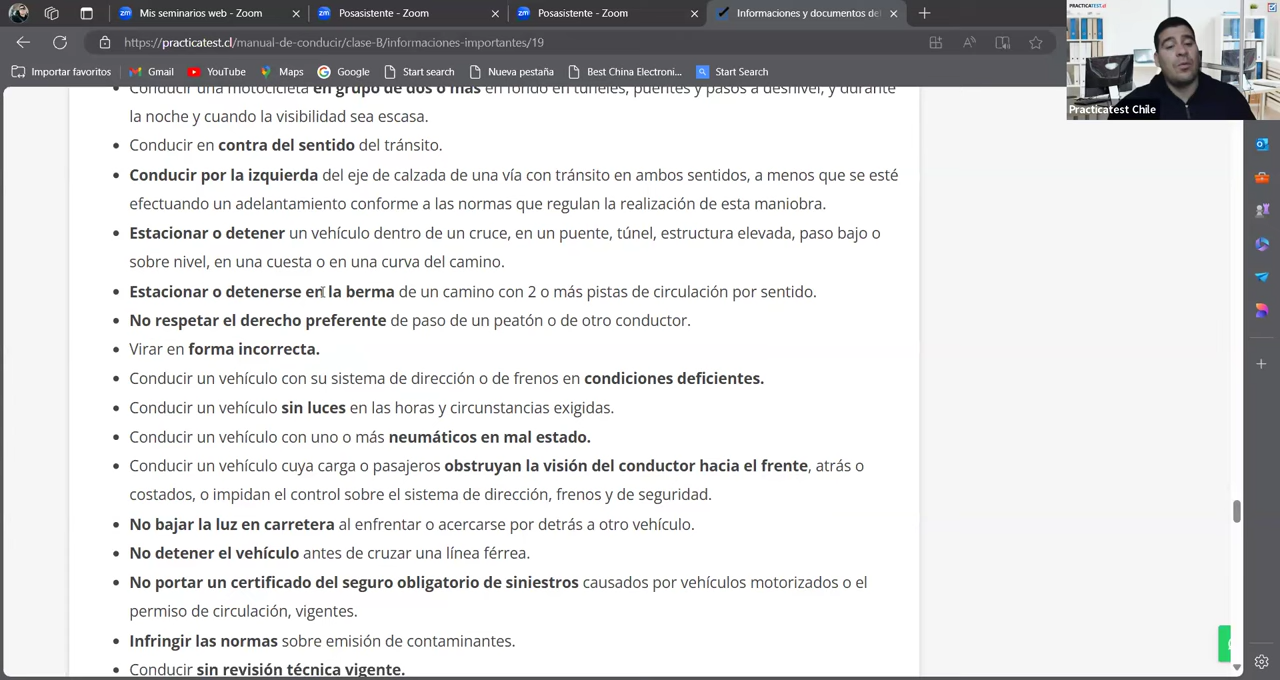 Mis seminarios web - Zoom
Posasistente - Zoom
Posasistente - Zoom
Informaciones y documentos de
https://practicatest.cl/manual-de-conducir/clase-B/informaciones-importantes/19
Importar favoritos
Gmail
YouTube
Maps
Google
Start search
Nueva pestaña
Best China Electroni...
Start Search
PRACTICATEST.cl
Practicatest Chile
Conducir una motocicleta en grupo de dos o más en fondo en túneles, puentes y pasos a desnivel, y durante
la noche y cuando la visibilidad sea escasa.
Conducir en contra del sentido del tránsito.
Conducir por la izquierda del eje de calzada de una vía con tránsito en ambos sentidos, a menos que se esté
efectuando un adelantamiento conforme a las normas que regulan la realización de esta maniobra.
Estacionar o detener un vehículo dentro de un cruce, en un puente, túnel, estructura elevada, paso bajo o
sobre nivel, en una cuesta o en una curva del camino.
Estacionar o detenerse en la berma de un camino con 2 o más pistas de circulación por sentido.
No respetar el derecho preferente de paso de un peatón o de otro conductor.
Virar en forma incorrecta.
Conducir un vehículo con su sistema de dirección o de frenos en condiciones deficientes.
Conducir un vehículo sin luces en las horas y circunstancias exigidas.
Conducir un vehículo con uno o más neumáticos en mal estado.
Conducir un vehículo cuya carga o pasajeros obstruyan la visión del conductor hacia el frente, atrás o
costados, o impidan el control sobre el sistema de dirección, frenos y de seguridad.
No bajar la luz en carretera al enfrentar o acercarse por detrás a otro vehículo.
No detener el vehículo antes de cruzar una línea férrea.
No portar un certificado del seguro obligatorio de siniestros causados por vehículos motorizados o el
permiso de circulación, vigentes.
Infringir las normas sobre emisión de contaminantes.
Conducir sin revisión técnica vigente.